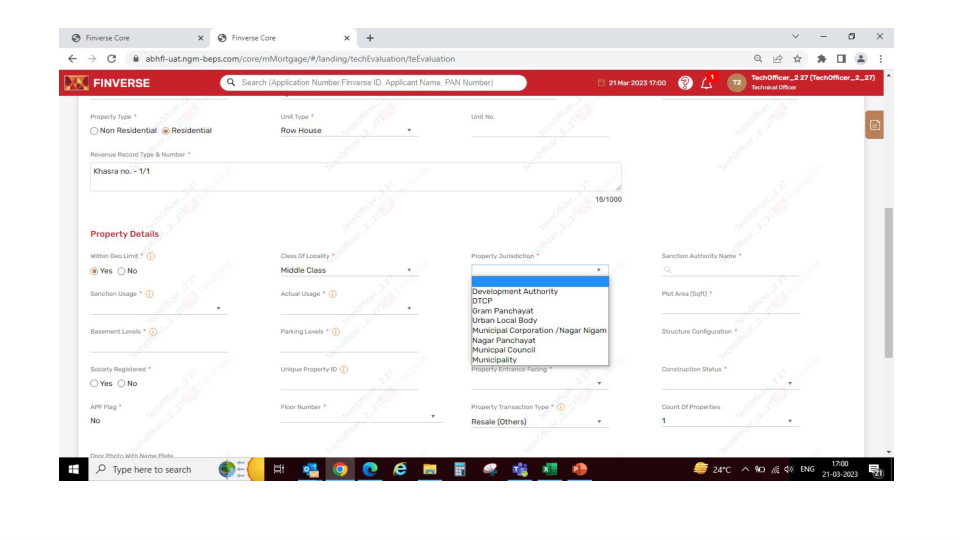 Finverse Core
Finverse Core
abhfl-uat.ngm-beps.com/core/mMortgage/#/landing/techEvaluation/teEvaluation
FINVERSE
Search (Application Number,Finverse ID, Applicant Name, PAN Number)
21 Mar 2023 17:00
1
T2
TechOfficer_2 27 (TechOfficer_2_27)
Technical Officer
Property Type *
Unit Type *
Unit No.
Non Residential Residential
Row House
Revenue Record Type & Number *
Khasra no. - 1/1
16/1000
Property Details
Within Geo Limit *
Class Of Locality *
Property Jurisdiction *
Sanction Authority Name *
Yes No
Middle Class
Sanction Usage *
Actual Usage *
Plot Area (Sqft) *
Development Authority
DTCP
Gram Panchayat
Urban Local Body
Municipal Corporation /Nagar Nigam
Nagar Panchayat
Municpal Council
Municipality
Basement Levels *
Parking Levels *
Structure Configuration *
Society Registered *
Unique Property ID
Property Entrance Facing *
Construction Status *
Yes No
APF Flag *
Floor Number *
Property Transaction Type *
Count Of Properties
No
Resale (Others)
1
Door Photo With Name Plate
Type here to search
24°C
ENG
17:00
21-03-2023
21